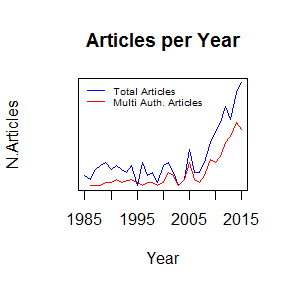 Articles per Year
N.Articles
Total Articles
Multi Auth. Articles
1985
1995
2005
2015
Year